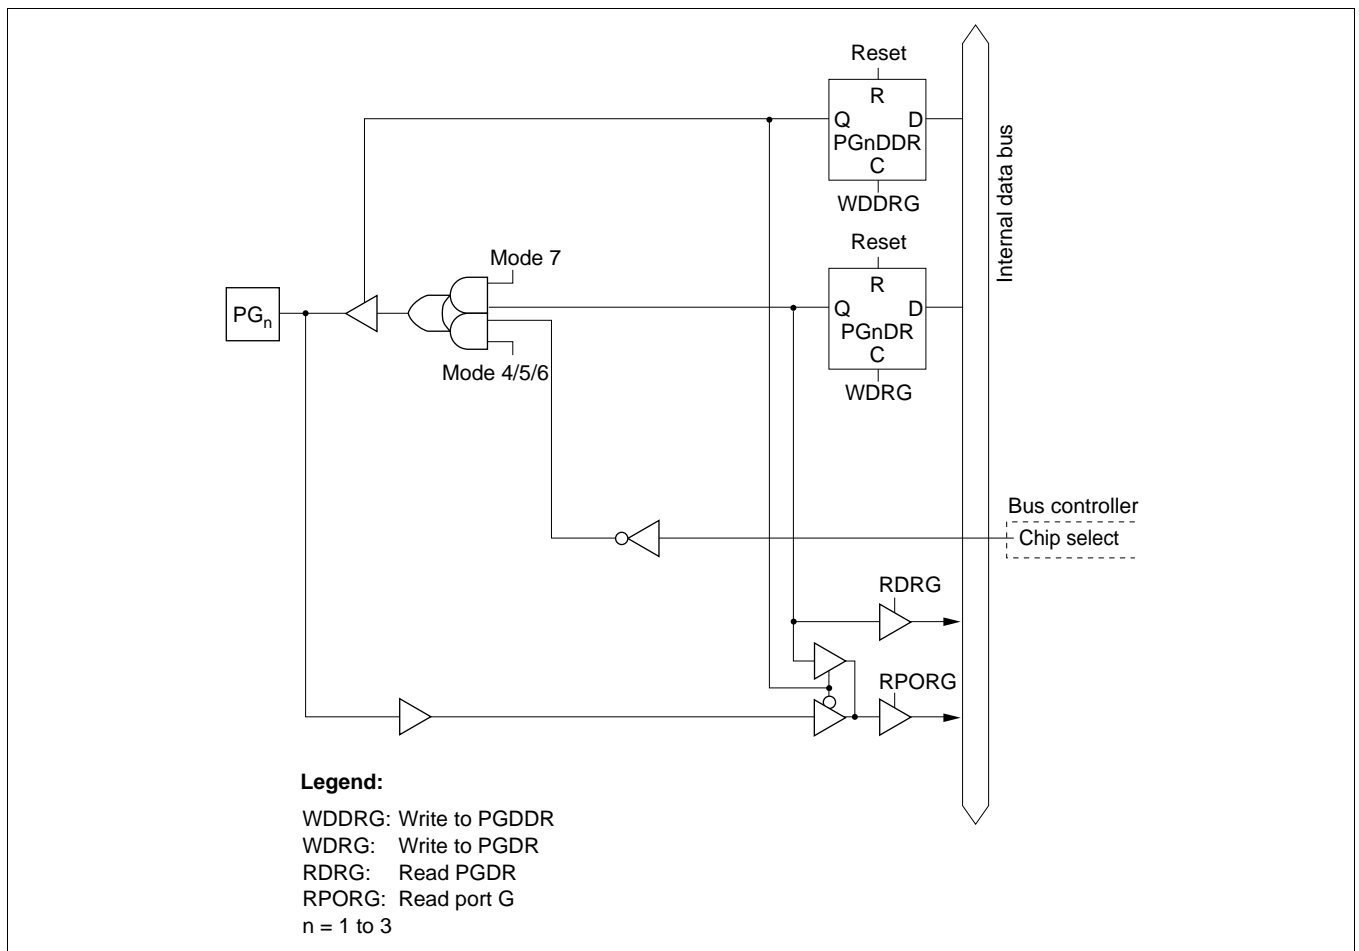 Reset
R
Q D
PGnDDR
C
WDDRG
Internal data bus
Reset
Mode 7
R
Q D
PGnDR
C
WDRG
PGn
Mode 4/5/6
Bus controller
Chip select
RDRG
RPORG
Legend:
WDDRG: Write to PGDDR
WDRG: Write to PGDR
RDRG: Read PGDR
RPORG: Read port G
n = 1 to 3